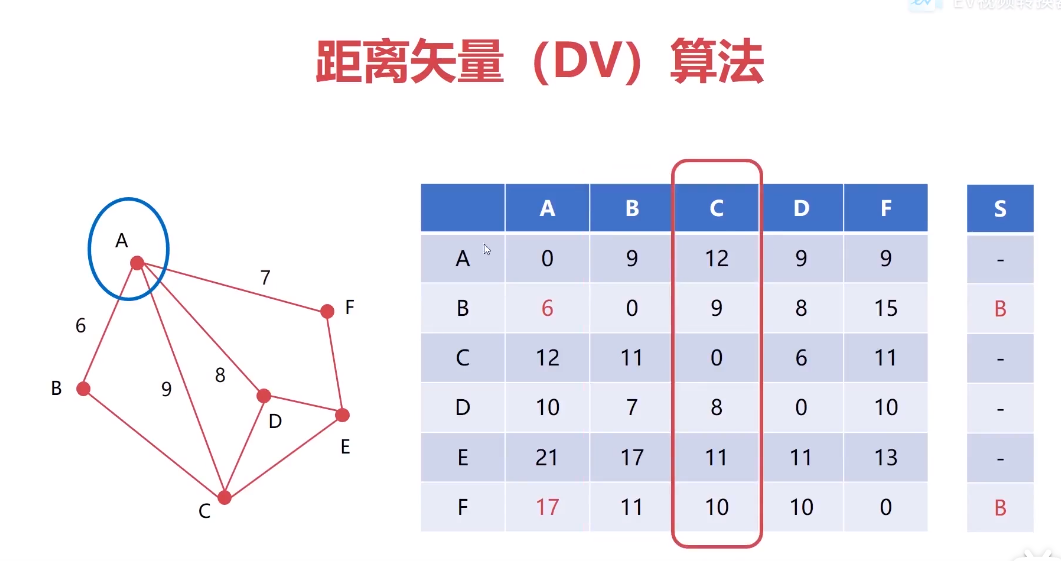 距离矢量（DV）算法
A
7
F
6
8
9
B
D
E
C
A B C D F S
A 0 9 12 9 9 -
B 6 0 9 8 15 B
C 12 11 0 6 11 -
D 10 7 8 0 10 -
E 21 17 11 11 13 -
F 17 11 10 10 0 B